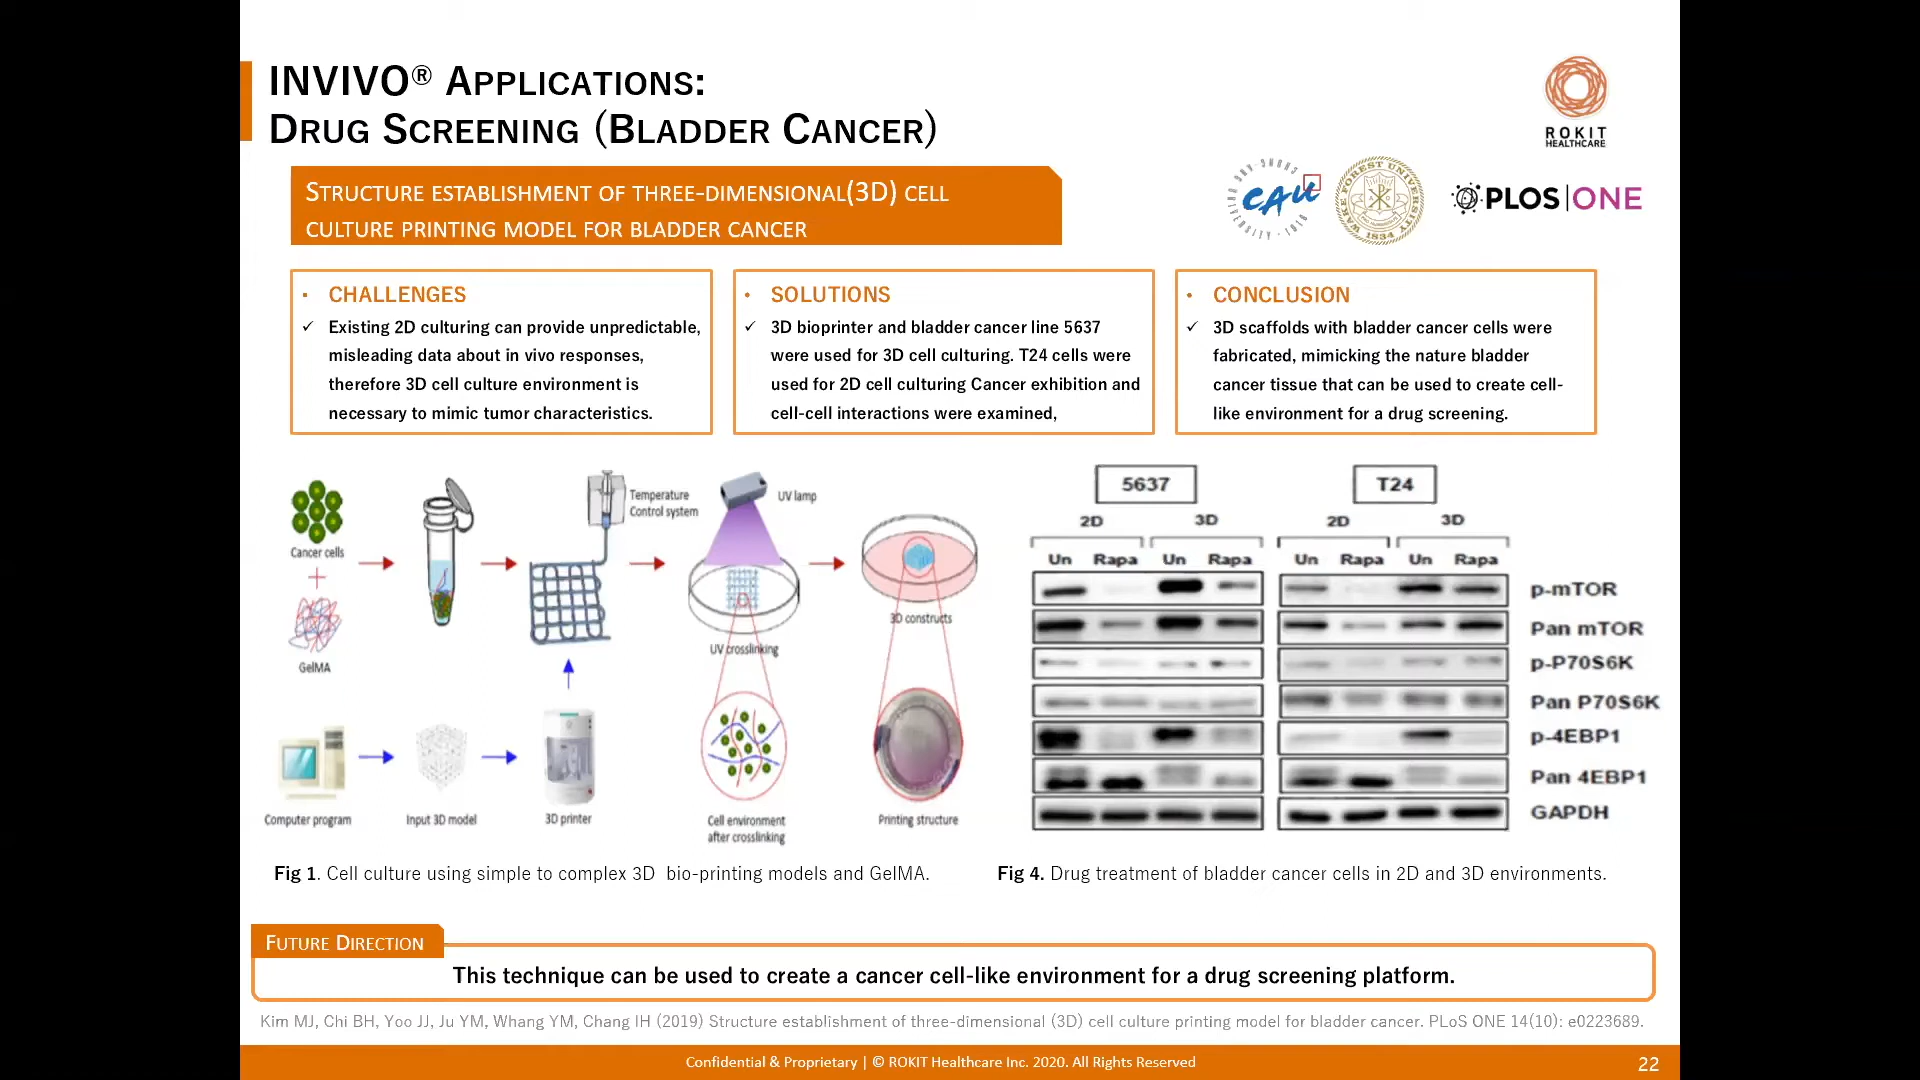 INVIVO® APPLICATIONS:
DRUG SCREENING (BLADDER CANCER)
ROKIT
HEALTHCARE
STRUCTURE ESTABLISHMENT OF THREE-DIMENSIONAL(3D) CELL
CULTURE PRINTING MODEL FOR BLADDER CANCER
CAU
WAKE FOREST UNIVERSITY
1834
PLOS | ONE
• CHALLENGES
✓ Existing 2D culturing can provide unpredictable,
misleading data about in vivo responses,
therefore 3D cell culture environment is
necessary to mimic tumor characteristics.
• SOLUTIONS
✓ 3D bioprinter and bladder cancer line 5637
were used for 3D cell culturing. T24 cells were
used for 2D cell culturing Cancer exhibition and
cell-cell interactions were examined,
• CONCLUSION
✓ 3D scaffolds with bladder cancer cells were
fabricated, mimicking the nature bladder
cancer tissue that can be used to create cell-
like environment for a drug screening.
Cancer cells
GelMA
Temperature
Control system
UV lamp
UV crosslinking
3D constructs
Computer program
Input 3D model
3D printer
Cell environment
after crosslinking
Printing structure
5637
T24
2D 3D 2D 3D
Un Rapa Un Rapa Un Rapa Un Rapa
p-mTOR
Pan mTOR
p-P70S6K
Pan P70S6K
p-4EBP1
Pan 4EBP1
GAPDH
Fig 1. Cell culture using simple to complex 3D bio-printing models and GelMA.
Fig 4. Drug treatment of bladder cancer cells in 2D and 3D environments.
FUTURE DIRECTION
This technique can be used to create a cancer cell-like environment for a drug screening platform.
Kim MJ, Chi BH, Yoo JJ, Ju YM, Whang YM, Chang IH (2019) Structure establishment of three-dimensional (3D) cell culture printing model for bladder cancer. PLoS ONE 14(10): e0223689.
Confidential & Proprietary | © ROKIT Healthcare Inc. 2020. All Rights Reserved
22